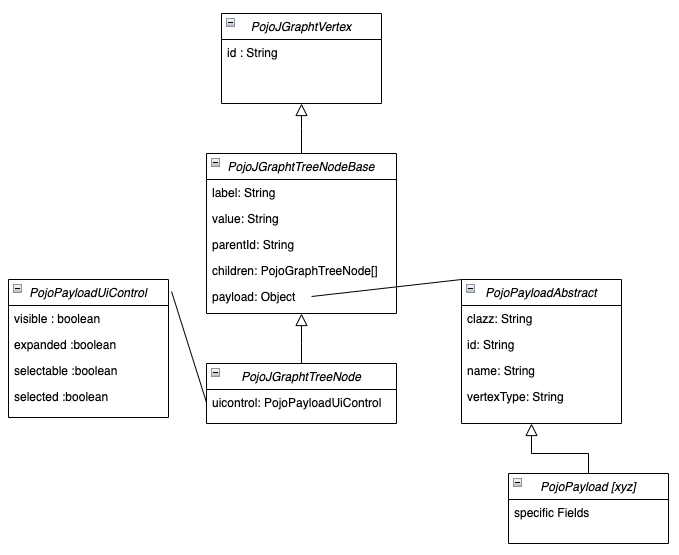 PojoJGraphtVertex
id : String
PojoJGraphtTreeNodeBase
label: String
value: String
parentId: String
children: PojoGraphTreeNode[]
payload: Object
PojoPayloadUiControl
visible : boolean
expanded :boolean
selectable :boolean
selected :boolean
PojoPayloadAbstract
clazz: String
id: String
name: String
vertexType: String
PojoJGraphtTreeNode
uicontrol: PojoPayloadUiControl
PojoPayload [xyz]
specific Fields